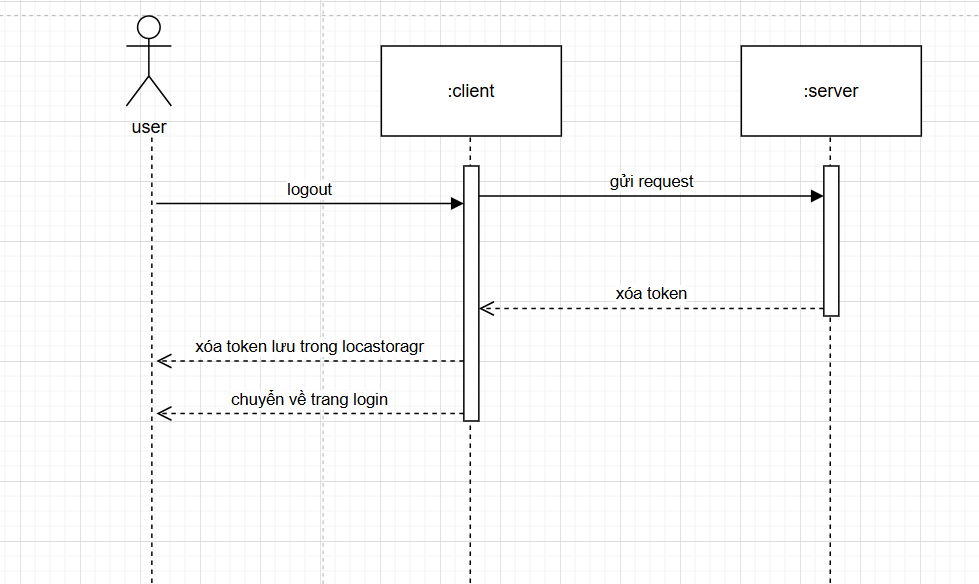 :client
:server
user
logout
gửi request
xóa token
xóa token lưu trong locastoragr
chuyển về trang login